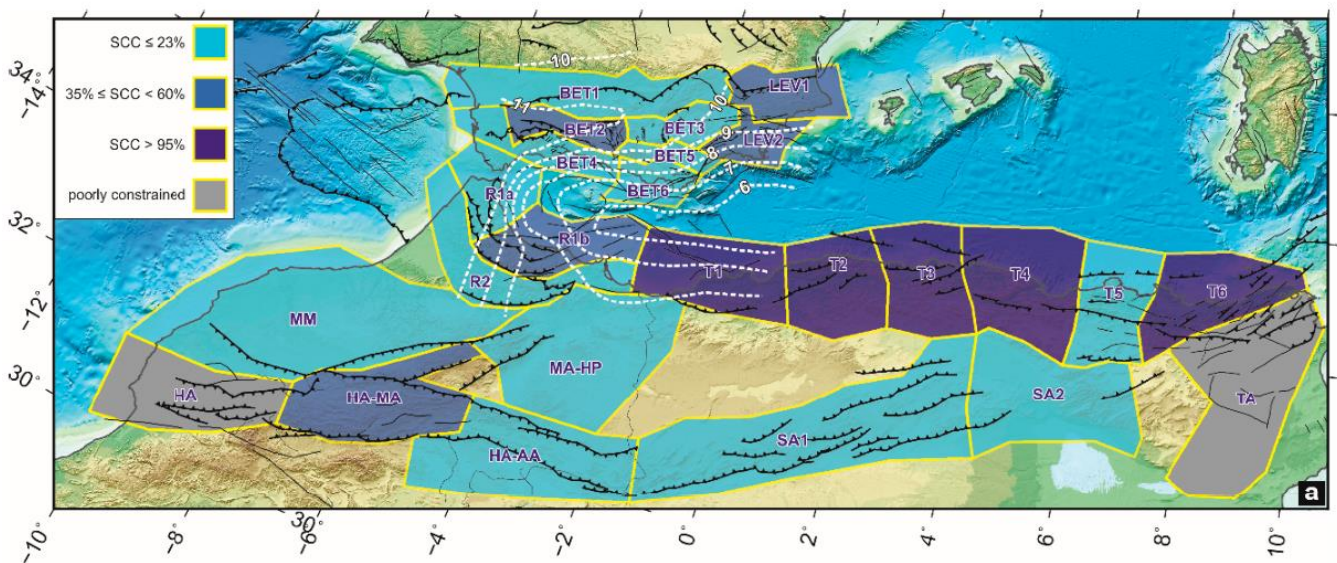 SCC ≤ 23%
35% ≤ SCC < 60%
SCC > 95%
poorly constrained
34°
-14°
32°
-12°
30°
10
BET1
LEV1
11
10
BET2
BET3
9
LEV2
8
BET4
BET5
7
R1a
BET6
6
R1b
R2
T1
T2
T3
T4
T5
T6
MM
MA-HP
HA
HA-MA
SA2
TA
SA1
HA-AA
a
-10°
-8°
30°
-6°
-4°
-2°
0°
2°
4°
6°
8°
10°